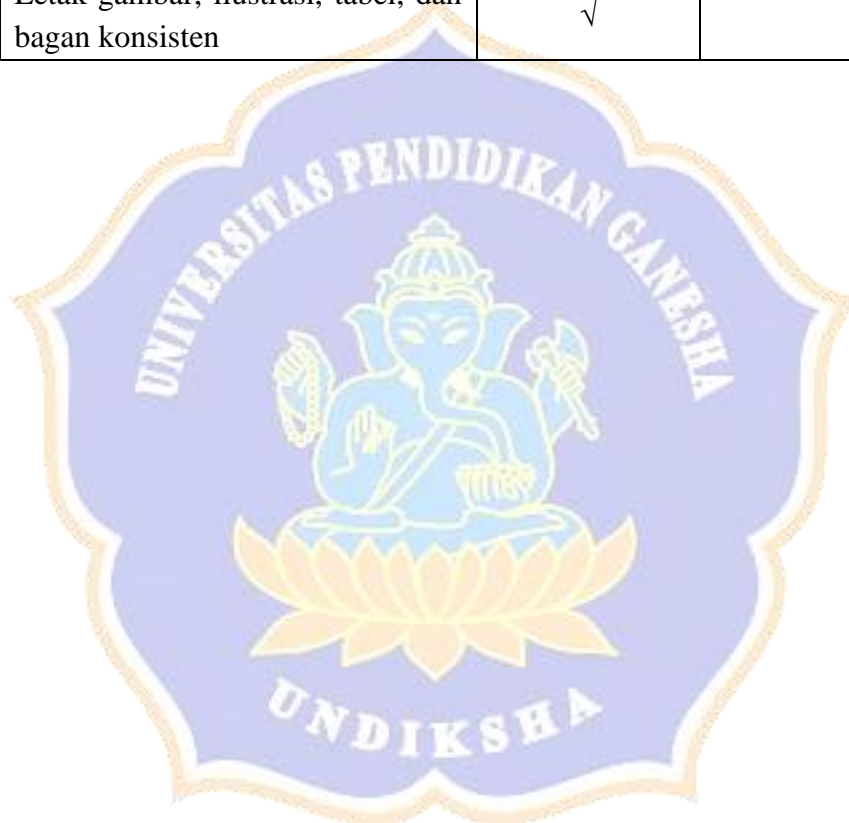 Letak gambar, ilustrasi, tabel, dan
bagan konsisten
√
UNIVERSITAS PENDIDIKAN GANESHA
UNDIKSHA